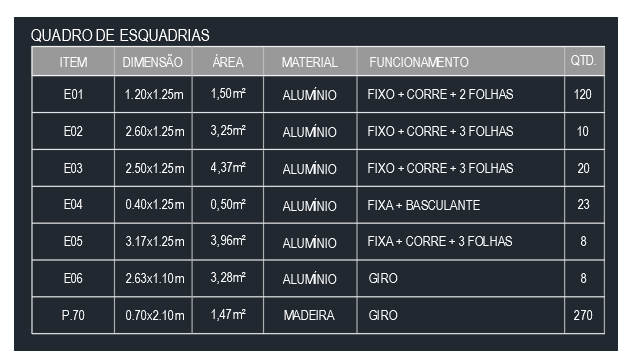 QUADRO DE ESQUADRIAS
ITEM DIMENSÃO ÁREA MATERIAL FUNCIONAMENTO QTD.
E01 1.20x1.25m 1,50m² ALUMÍNIO FIXO + CORRE + 2 FOLHAS 120
E02 2.60x1.25m 3,25m² ALUMÍNIO FIXO + CORRE + 3 FOLHAS 10
E03 2.50x1.25m 4,37m² ALUMÍNIO FIXO + CORRE + 3 FOLHAS 20
E04 0.40x1.25m 0,50m² ALUMÍNIO FIXA + BASCULANTE 23
E05 3.17x1.25m 3,96m² ALUMÍNIO FIXA + CORRE + 3 FOLHAS 8
E06 2.63x1.10m 3,28m² ALUMÍNIO GIRO 8
P.70 0.70x2.10m 1,47m² MADEIRA GIRO 270